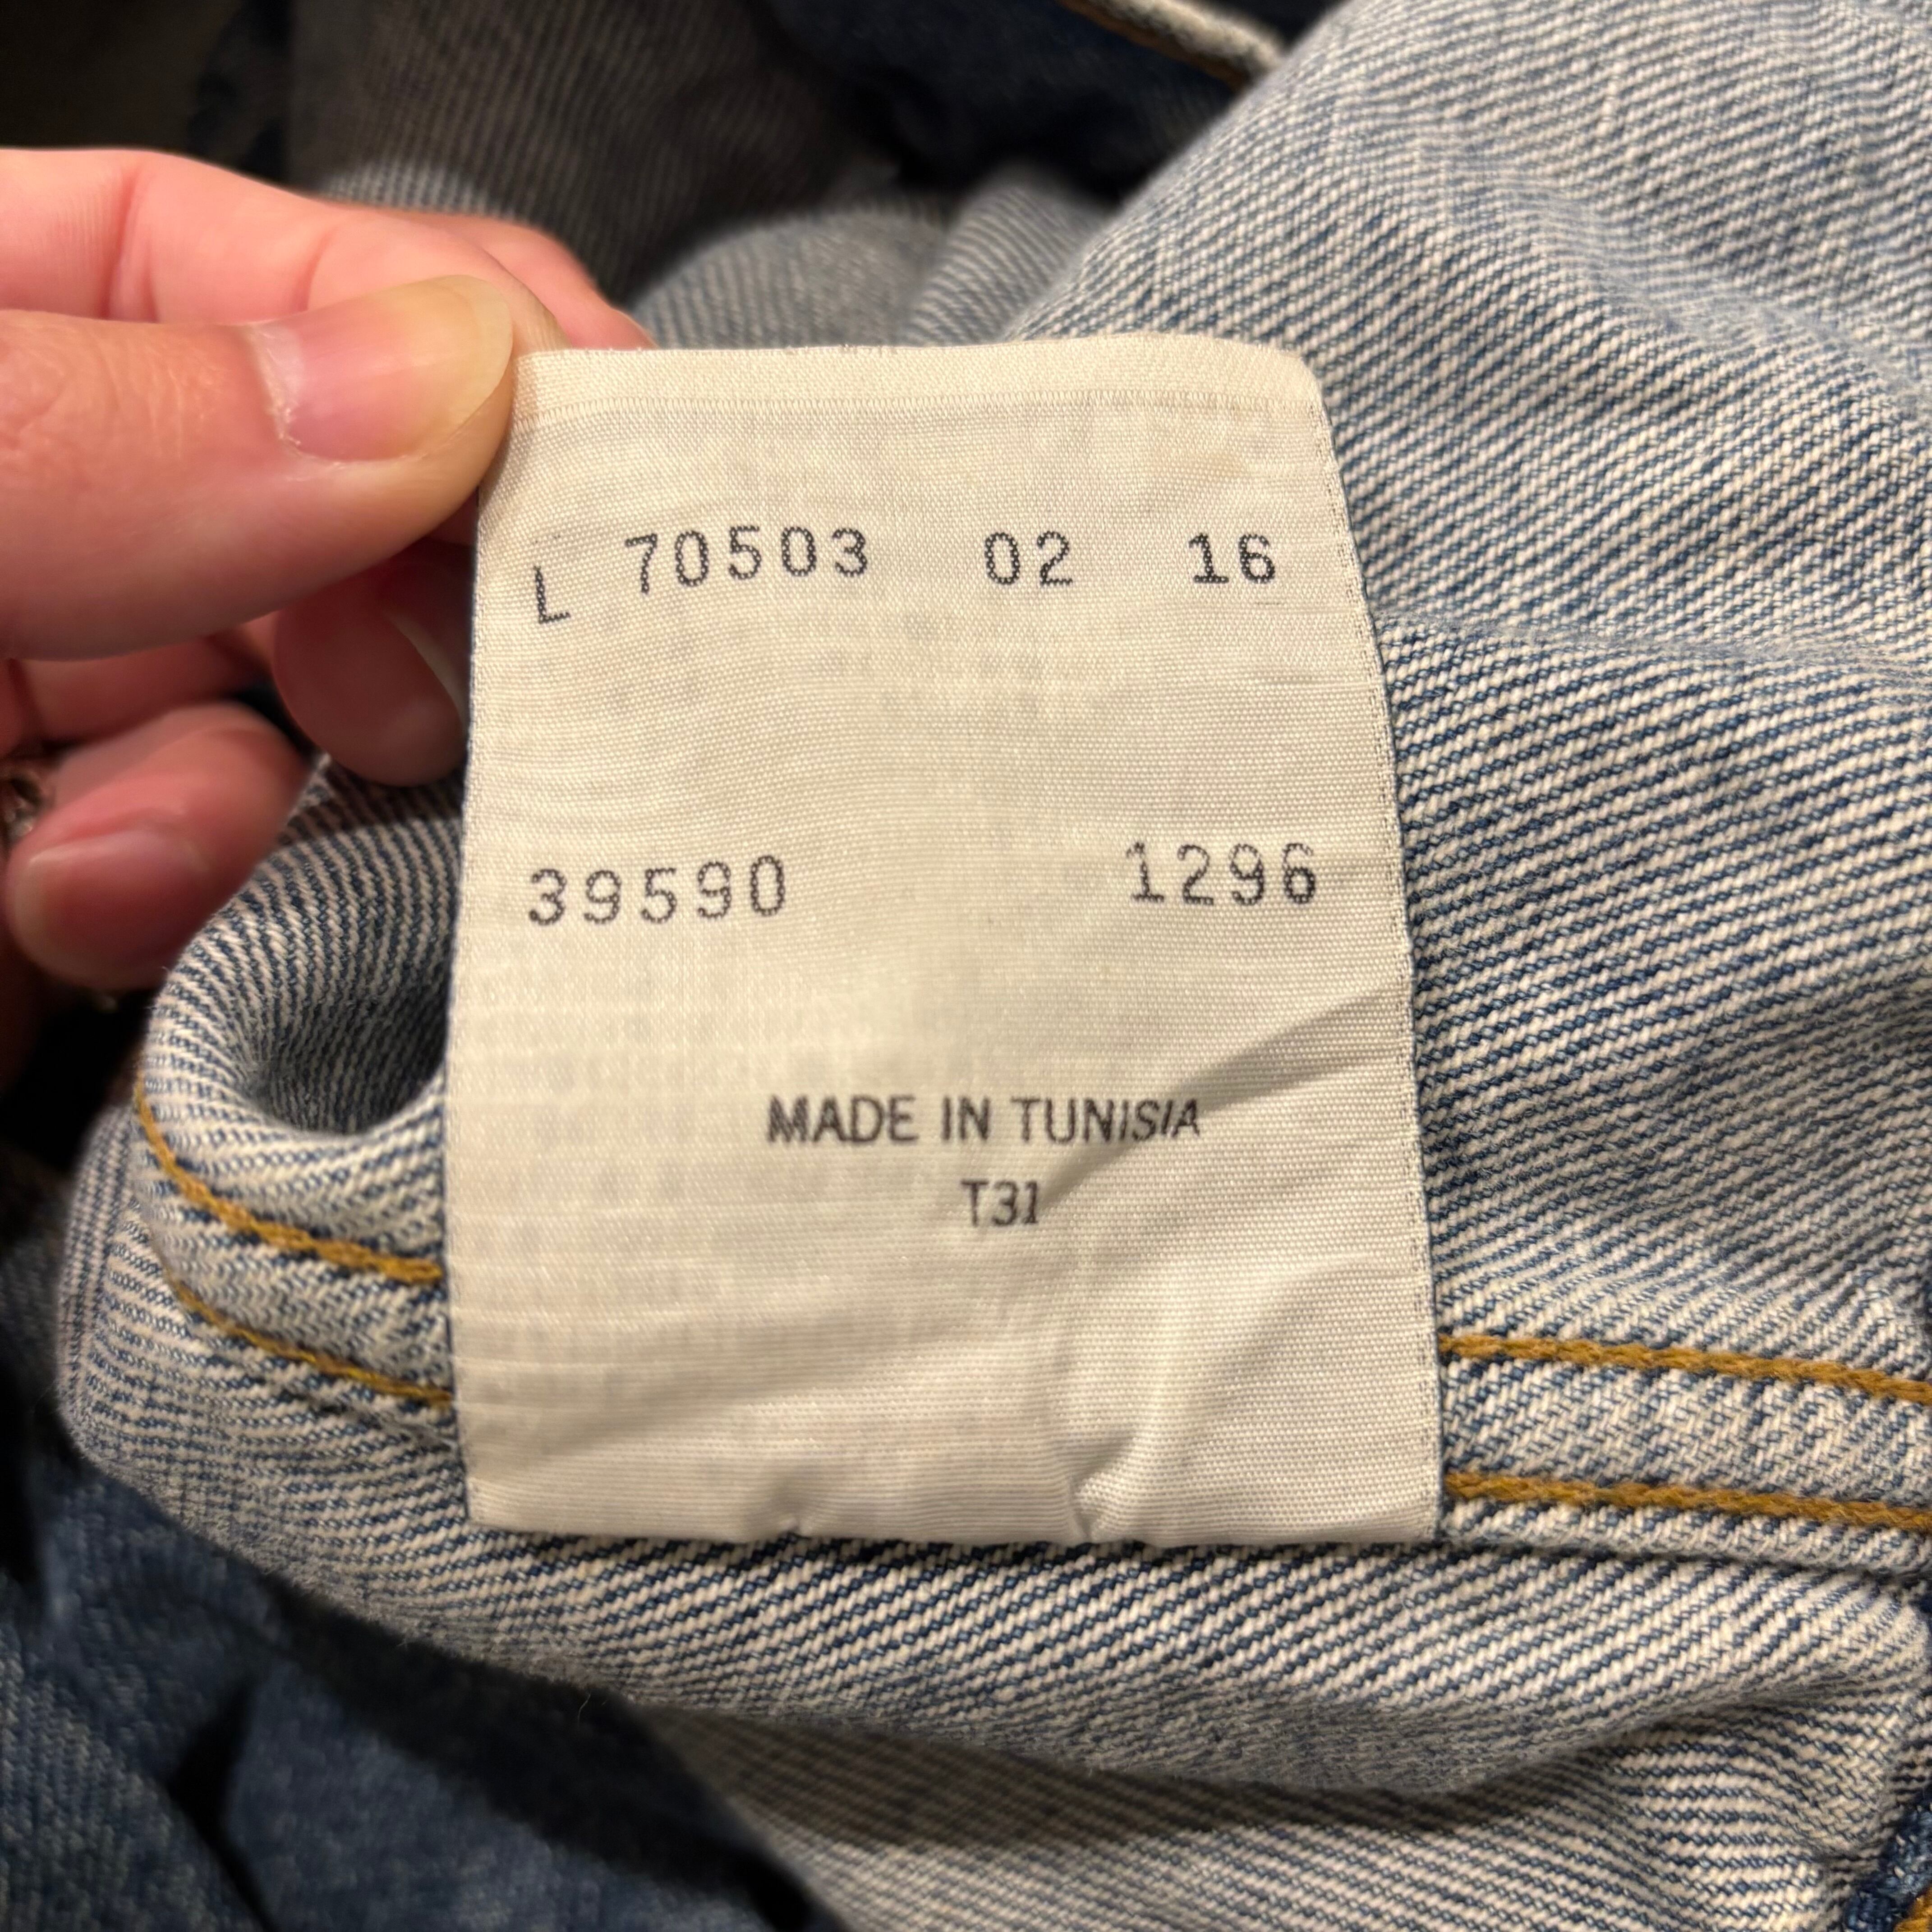 L 70503 02 16
39590 1296
MADE IN TUNISIA
T31